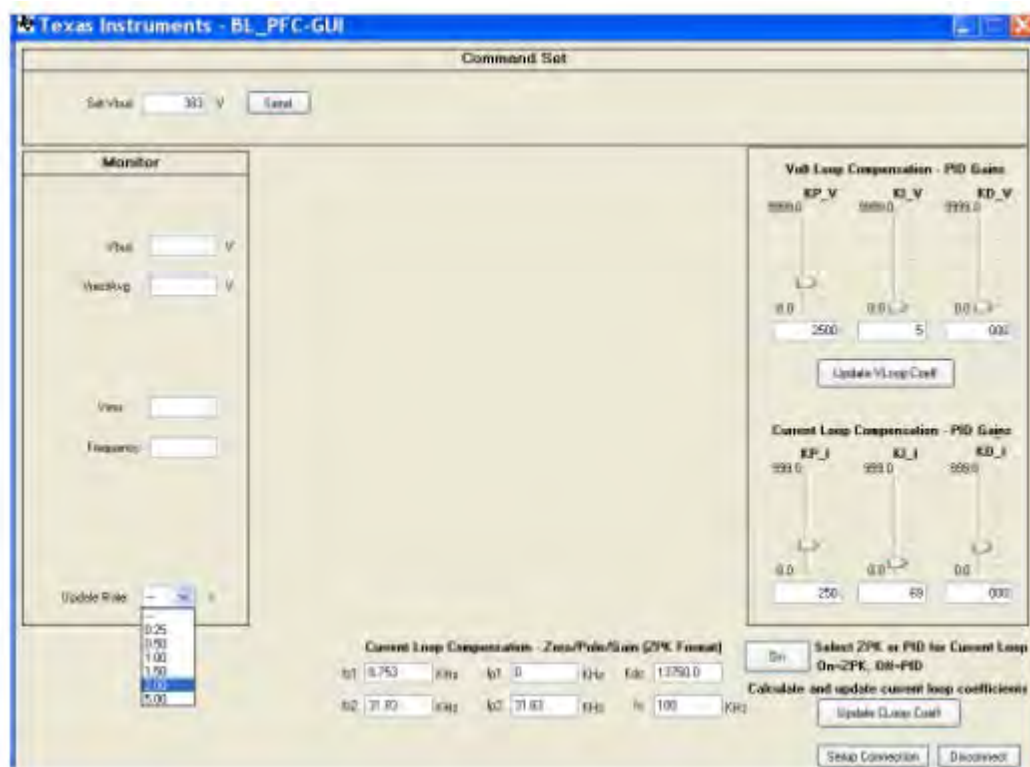 Texas Instruments - BL_PFC-GUI
Command Set
Set Vbus 383 V Send
Monitor
Vbus V
VrectAvg V
Vrms
Frequency
Update Rate -- s
--
0.25
0.50
1.00
1.50
2.00
5.00
Volt Loop Compensation - PID Gains
KP_V KI_V KD_V
9999.0 9999.0 9999.0
0.0 0.0 0.0
2500 5 000
Update VLoop Coeff
Current Loop Compensation - PID Gains
KP_I KI_I KD_I
999.0 999.0 999.0
0.0 0.0 0.0
250 69 000
Current Loop Compensation - Zero/Pole/Gain (ZPK Format)
8.753 KHz fp1 0 KHz Kdc 13750.0
31.83 KHz fp2 31.83 KHz fs 100 KHz
On
Select ZPK or PID for Current Loop
On=ZPK, Off=PID
Calculate and update current loop coefficients
Update CLoop Coeff
Setup Connection Disconnect